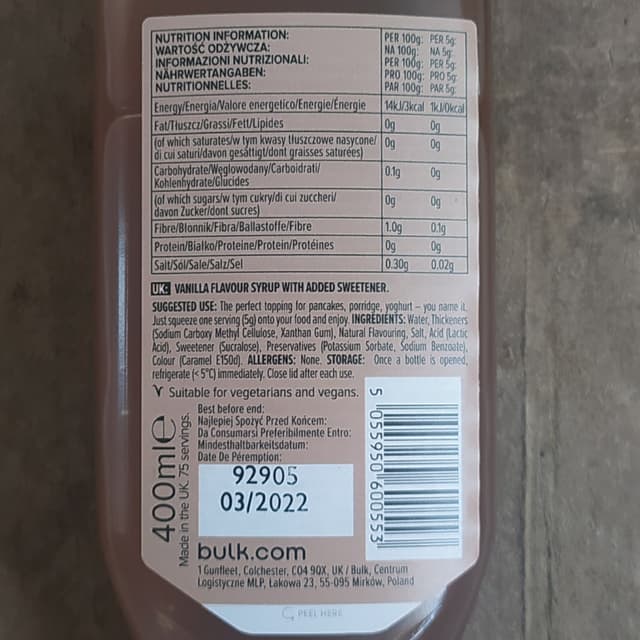 NUTRITION INFORMATION: PER 100g: PER 5g:
WARTOŚĆ ODŻYWCZA: NA 100g: NA 5g:
INFORMAZIONI NUTRIZIONALI: PER 100g: PER 5g:
NÄHRWERTANGABEN: PRO 100g: PRO 5g:
NUTRITIONNELLES: PAR 100g: PAR 5g:
Energy/Energia/Valore energetico/Energie/Énergie 14kJ/3kcal 1kJ/0kcal
Fat/Tłuszcz/Grassi/Fett/Lipides 0g 0g
(of which saturates/w tym kwasy tłuszczowe nasycone/ 0g 0g
di cui saturi/davon gesättigt/dont graisses saturées)
Carbohydrate/Węglowodany/Carboidrati/ 0.1g 0g
Kohlenhydrate/Glucides
(of which sugars/w tym cukry/di cui zuccheri/ 0g 0g
davon Zucker/dont sucres)
Fibre/Błonnik/Fibra/Ballastoffe/Fibre 1.0g 0.1g
Protein/Białko/Proteine/Protein/Protéines 0g 0g
Salt/Sól/Sale/Salz/Sel 0.30g 0.02g
UK: VANILLA FLAVOUR SYRUP WITH ADDED SWEETENER.
SUGGESTED USE: The perfect topping for pancakes, porridge, yoghurt – you name it.
Just squeeze one serving (5g) onto your food and enjoy. INGREDIENTS: Water, Thickeners
(Sodium Carboxy Methyl Cellulose, Xanthan Gum), Natural Flavouring, Salt, Acid (Lactic
Acid), Sweetener (Sucralose), Preservatives (Potassium Sorbate, Sodium Benzoate),
Colour (Caramel E150d). ALLERGENS: None. STORAGE: Once a bottle is opened,
refrigerate (<5°C) immediately. Close lid after each use.
Suitable for vegetarians and vegans.
400ml℮
Made in the UK. 75 servings.
Best before end:
Najlepiej Spożyć Przed Końcem:
Da Consumarsi Preferibilmente Entro:
Mindesthaltbarkeitsdatum:
Date De Péremption:
92905
03/2022
5 055950 600553
bulk.com
1 Gunfleet, Colchester, CO4 9QX, UK / Bulk, Centrum
Logistyczne MLP, Łąkowa 23, 55-095 Mirków, Poland
PEEL HERE